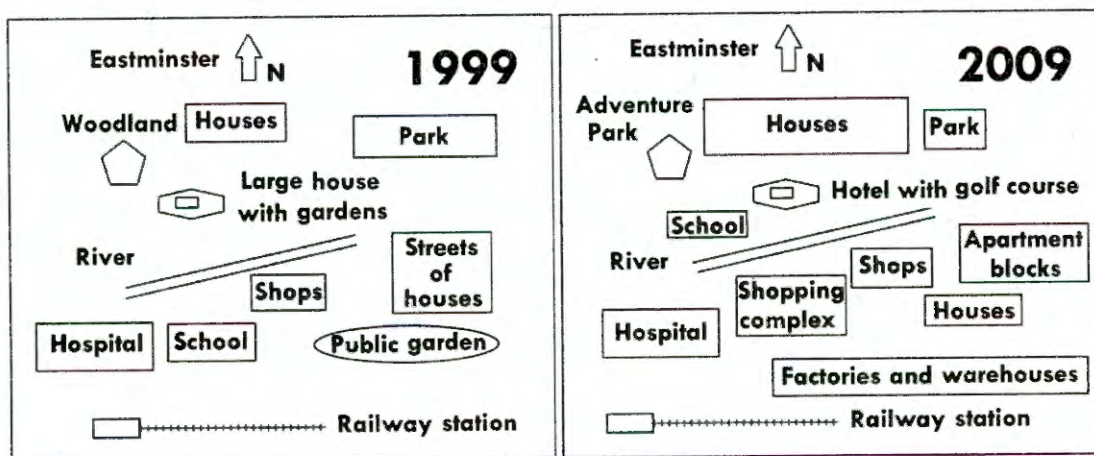 Eastminster
N
1999
Woodland
Houses
Park
Large house
with gardens
River
Streets
of
houses
Shops
Hospital
School
Public garden
Railway station
Eastminster
N
2009
Adventure
Park
Houses
Park
Hotel with golf course
School
River
Apartment
blocks
Shops
Shopping
complex
Houses
Hospital
Factories and warehouses
Railway station